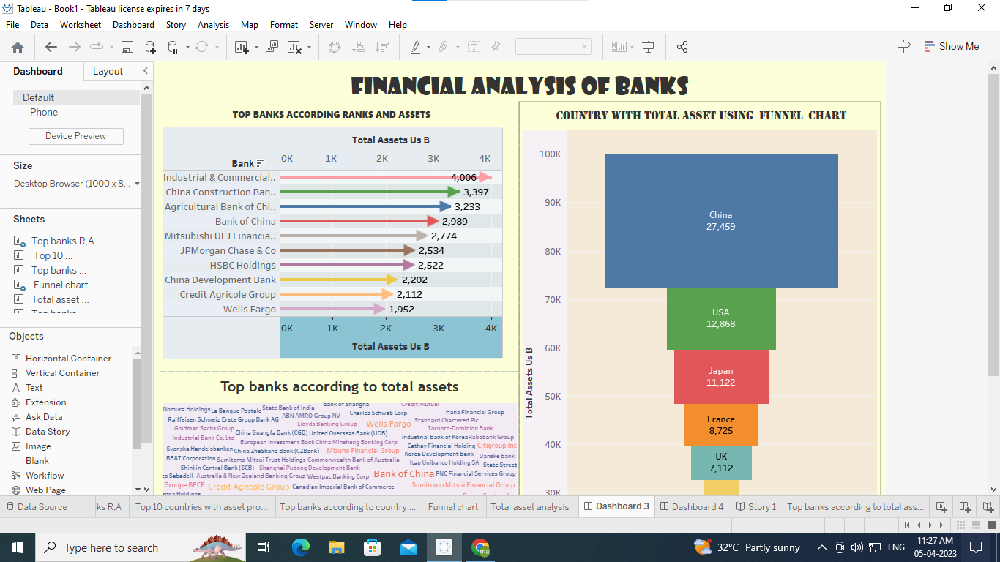 Tableau - Book1 - Tableau license expires in 7 days
File Data Worksheet Dashboard Story Analysis Map Format Server Window Help
Show Me
Dashboard Layout
Default
Phone
Device Preview
Size
Desktop Browser (1000 x 8...
Sheets
Top banks R,A
Top 10 ...
Top banks ...
Funnel chart
Total asset ...
Objects
Horizontal Container
Vertical Container
Text
Extension
Ask Data
Data Story
Image
Blank
Workflow
Web Page
FINANCIAL ANALYSIS OF BANKS
TOP BANKS ACCORDING RANKS AND ASSETS
Total Assets Us B
Bank
0K 1K 2K 3K 4K
Industrial & Commercial.. 4,006
China Construction Ban.. 3,397
Agricultural Bank of Chi.. 3,233
Bank of China 2,989
Mitsubishi UFJ Financia.. 2,774
JPMorgan Chase & Co 2,534
HSBC Holdings 2,522
China Development Bank 2,202
Credit Agricole Group 2,112
Wells Fargo 1,952
0K 1K 2K 3K 4K
Total Assets Us B
Top banks according to total assets
Bank of Shanghai Credit Mutuel
Nomura Holdings La Banque Postale State Bank of India
Charles Schwab Corp Hana Financial Group
ABN AMRO Group NV
Raiffeisen Schweiz Erste Group Bank AG Standard Chartered Plc
Lloyds Banking Group Wells Fargo
Goldman Sachs Group Toronto-Dominion Bank
China Guangfa Bank (CGB) United Overseas Bank (UOB)
Industrial Bank Co. Ltd Industrial Bank of Korea Rabobank Group
European Investment Bank China Minsheng Banking Corp
Svenska Handelsbanken Cathay Financial Holding Citigroup Inc
China ZheShang Bank (CZBank) Mizuho Financial Group
Korea Development Bank Danske Bank
BB&T Corporation Sumitomo Mitsui Trust Holdings Commonwealth Bank of Australia
Itau Unibanco Holding SA State Street
Shinkin Central Bank (SCB) Shanghai Pudong Development Bank
co Sabadell Australia & New Zealand Banking Group Westpac Banking Corp Bank of China PNC Financial Services Group
Groupe BPCE Credit Agricole Group Canadian Imperial Bank of Commerce Sumitomo Mitsui Financial Group
COUNTRY WITH TOTAL ASSET USING FUNNEL CHART
Total Assets Us B
100K
90K
80K
70K
60K
50K
40K
30K
China
27,459
USA
12,868
Japan
11,122
France
8,725
UK
7,112
Data Source ks R,A Top 10 countries with asset pro... Top banks according to country ... Funnel chart Total asset analysis Dashboard 3 Dashboard 4 Story 1 Top banks according to total ass...
Type here to search
ma
32°C Partly sunny
ENG
11:27 AM
05-04-2023